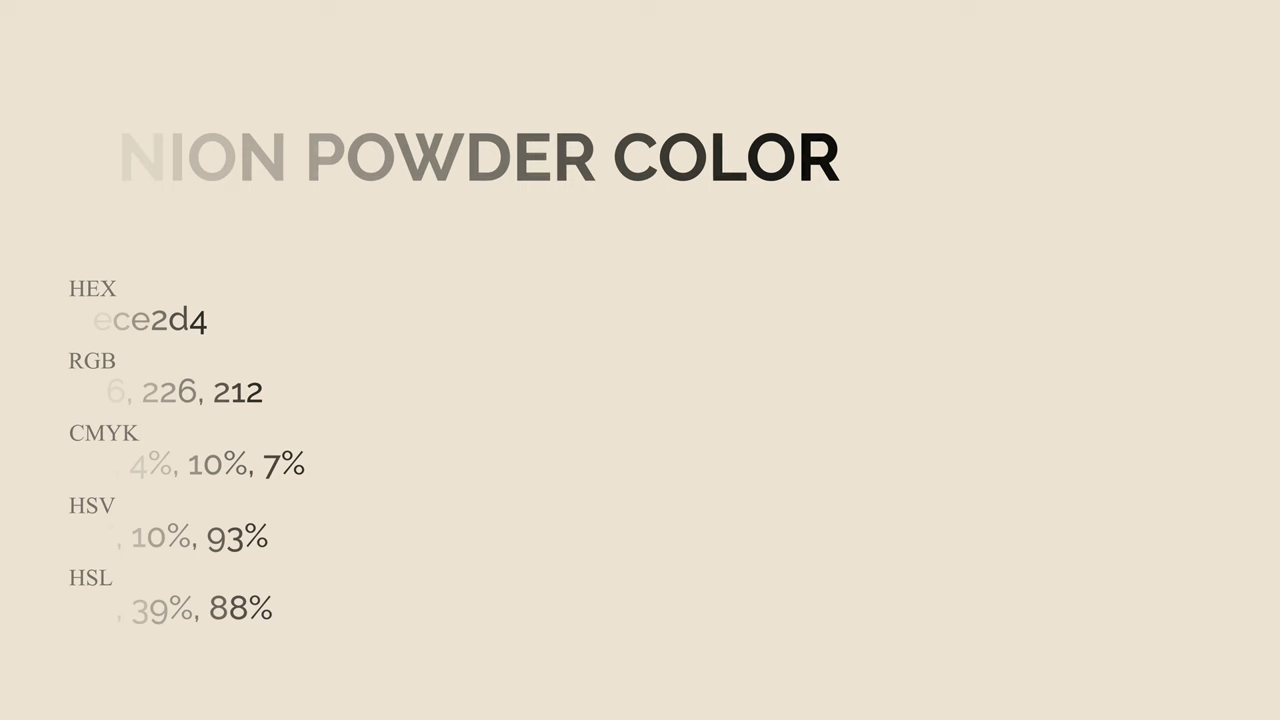 NION POWDER COLOR
HEX
ece2d4
RGB
6, 226, 212
CMYK
4%, 10%, 7%
HSV
, 10%, 93%
HSL
, 39%, 88%